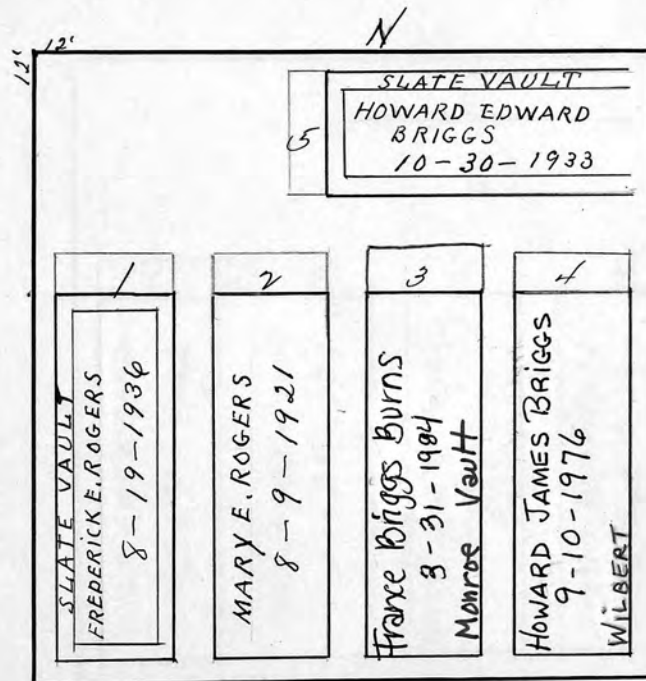 N
12'
12'
SLATE VAULT
HOWARD EDWARD
BRIGGS
10-30-1933
5
1
2
3
4
SLATE VAULT
FREDERICK E. ROGERS
8-19-1936
MARY E. ROGERS
8-9-1921
France Briggs Burns
3-31-1984
Monroe Vault
HOWARD JAMES BRIGGS
9-10-1976
WILBERT